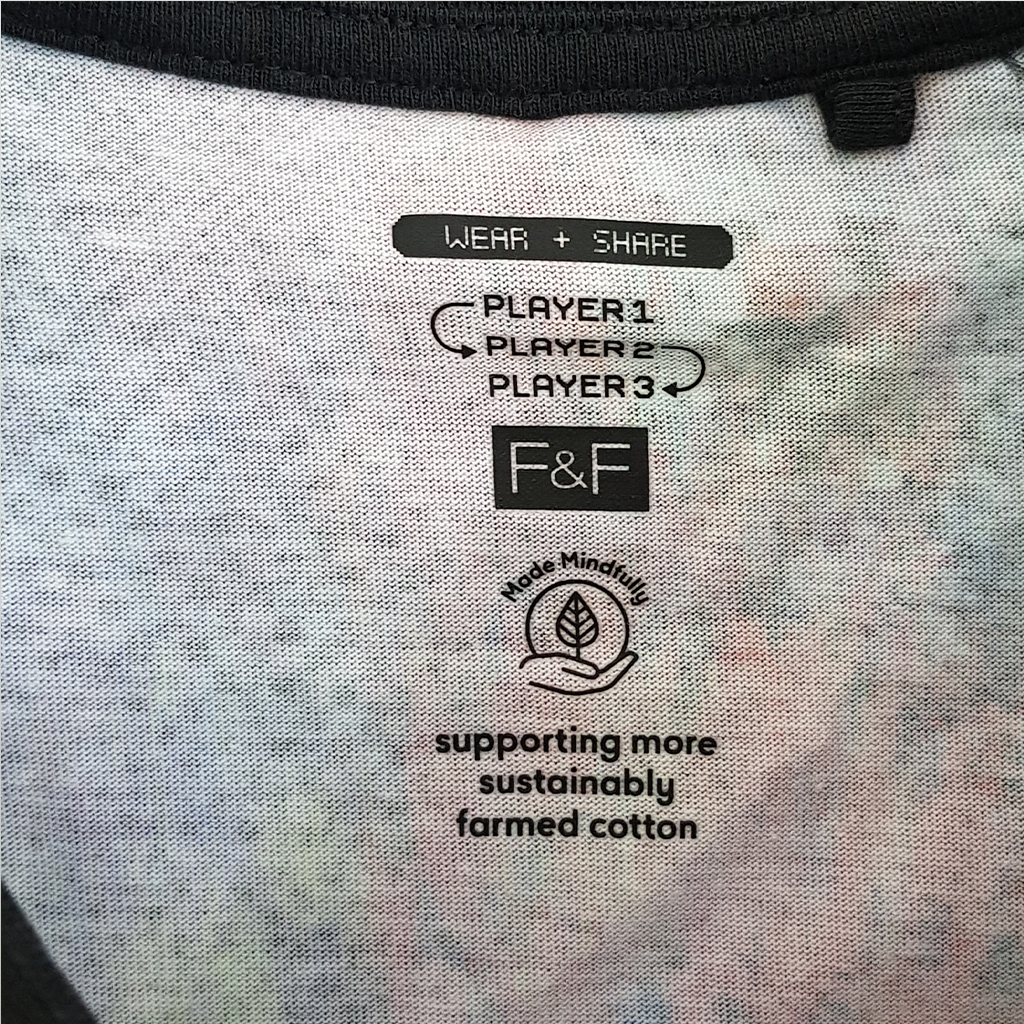 WEAR + SHARE
PLAYER 1
PLAYER 2
PLAYER 3
F&F
Made Mindfully
supporting more
sustainably
farmed cotton